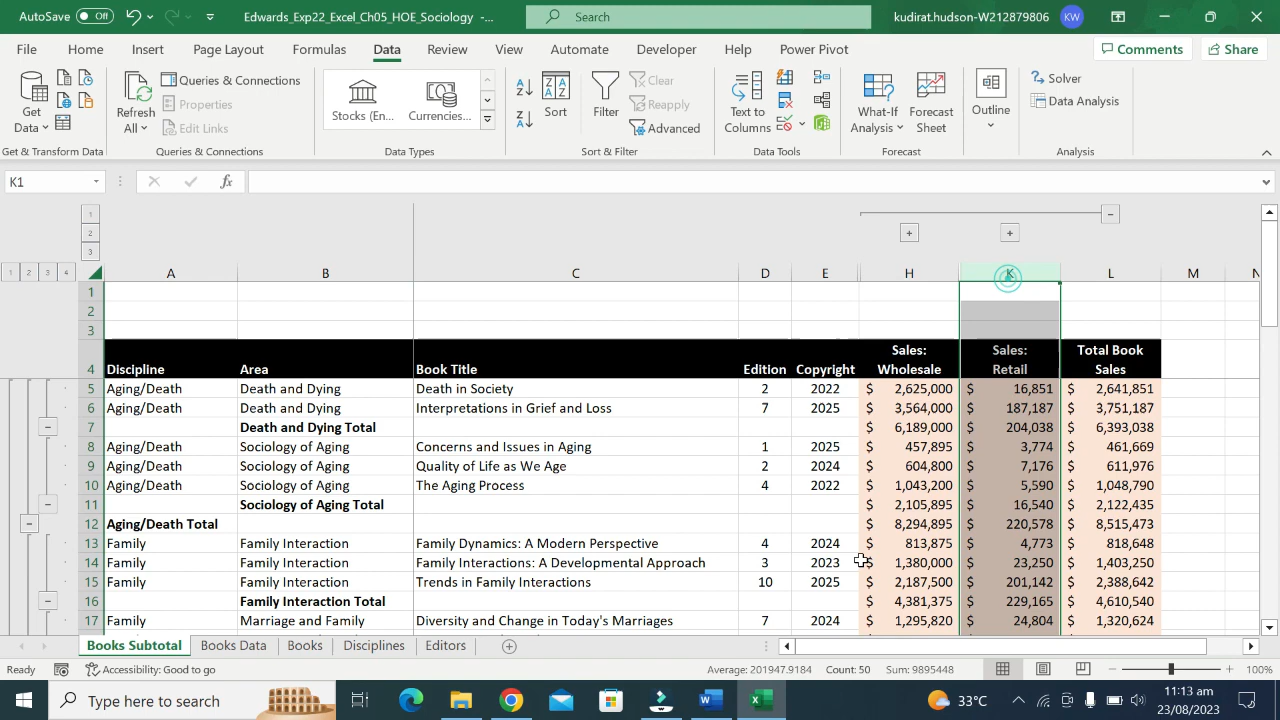 AutoSave Off Edwards_Exp22_Excel_Ch05_HOE_Sociology -... Search kudirat.hudson-W212879806 KW
File Home Insert Page Layout Formulas Data Review View Automate Developer Help Power Pivot Comments Share
Get Data
Refresh All
Queries & Connections
Properties
Edit Links
Stocks (En... Currencies...
Sort
Filter
Clear
Reapply
Advanced
Text to Columns
What-If Analysis
Forecast Sheet
Outline
Solver
Data Analysis
Get & Transform Data Queries & Connections Data Types Sort & Filter Data Tools Forecast Analysis
K1 fx
1
2
3
1 2 3 4 A B C D E H K L M N
1
2
3
4 Discipline Area Book Title Edition Copyright Sales: Wholesale Sales: Retail Total Book Sales
5 Aging/Death Death and Dying Death in Society 2 2022 $ 2,625,000 $ 16,851 $ 2,641,851
6 Aging/Death Death and Dying Interpretations in Grief and Loss 7 2025 $ 3,564,000 $ 187,187 $ 3,751,187
7 Death and Dying Total $ 6,189,000 $ 204,038 $ 6,393,038
8 Aging/Death Sociology of Aging Concerns and Issues in Aging 1 2025 $ 457,895 $ 3,774 $ 461,669
9 Aging/Death Sociology of Aging Quality of Life as We Age 2 2024 $ 604,800 $ 7,176 $ 611,976
10 Aging/Death Sociology of Aging The Aging Process 4 2022 $ 1,043,200 $ 5,590 $ 1,048,790
11 Sociology of Aging Total $ 2,105,895 $ 16,540 $ 2,122,435
12 Aging/Death Total $ 8,294,895 $ 220,578 $ 8,515,473
13 Family Family Interaction Family Dynamics: A Modern Perspective 4 2024 $ 813,875 $ 4,773 $ 818,648
14 Family Family Interaction Family Interactions: A Developmental Approach 3 2023 $ 1,380,000 $ 23,250 $ 1,403,250
15 Family Family Interaction Trends in Family Interactions 10 2025 $ 2,187,500 $ 201,142 $ 2,388,642
16 Family Interaction Total $ 4,381,375 $ 229,165 $ 4,610,540
17 Family Marriage and Family Diversity and Change in Today's Marriages 7 2024 $ 1,295,820 $ 24,804 $ 1,320,624
Books Subtotal Books Data Books Disciplines Editors
Ready Accessibility: Good to go Average: 201947.9184 Count: 50 Sum: 9895448 100%
Type here to search 33°C 11:13 am
23/08/2023